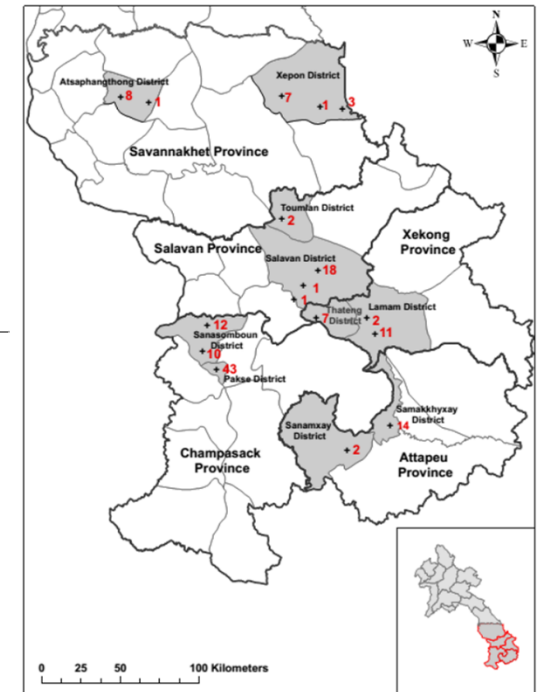 N
W
E
S
Atsaphangthong District
8
1
Xepon District
7
1
3
Savannakhet Province
Toumlan District
2
Xekong
Province
Salavan Province
Salavan District
18
1
1
Thateng
District
7
Lamam District
2
11
12
Sanasomboun
District
10
43
Pakse District
Sanamxay
District
2
Samakkhyxay
District
14
Champasack
Province
Attapeu
Province
0 25 50 100 Kilometers